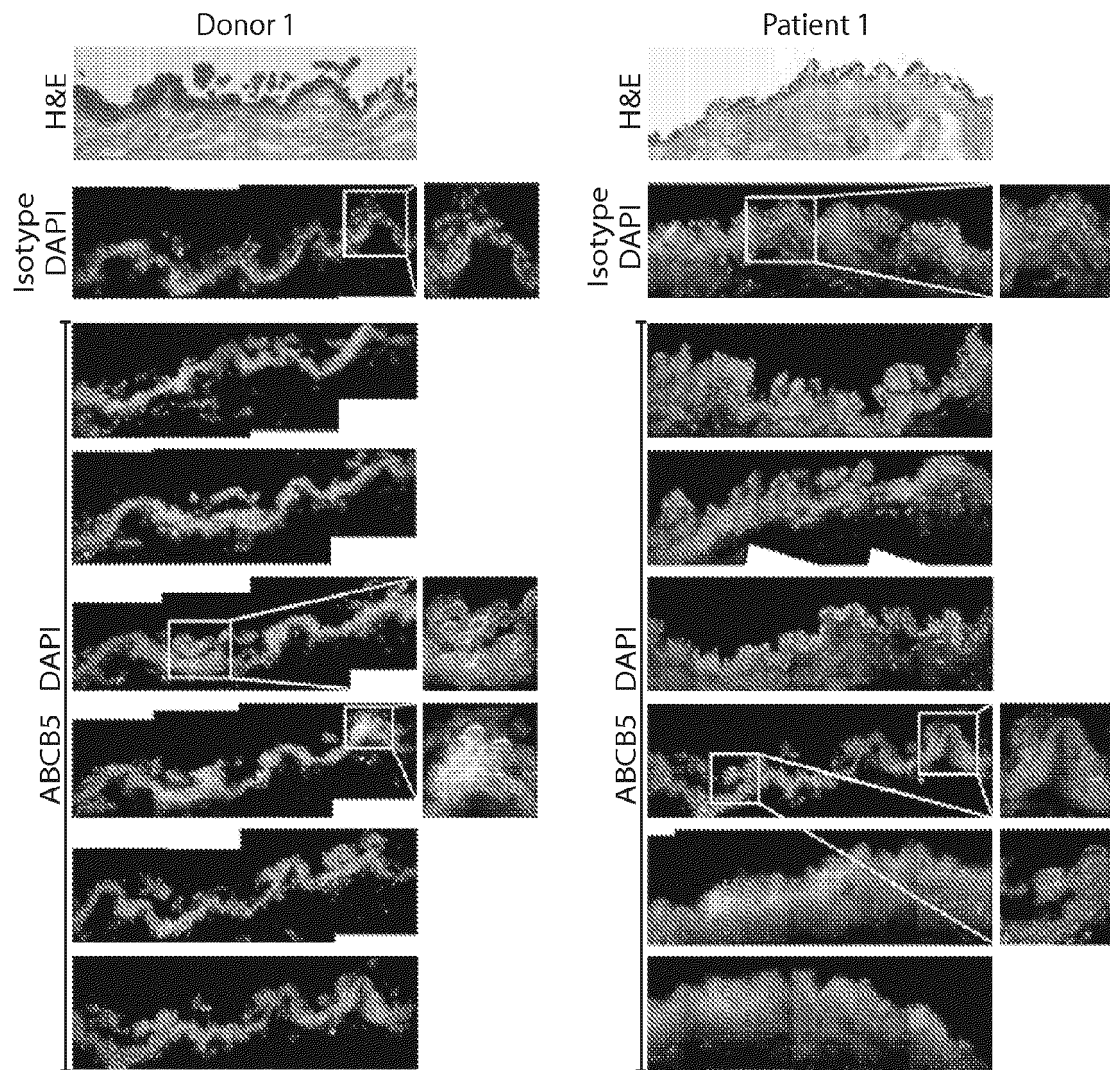 Donor 1
H&E
Isotype
DAPI
ABCB5 DAPI
Patient 1
H&E
Isotype
DAPI
ABCB5 DAPI